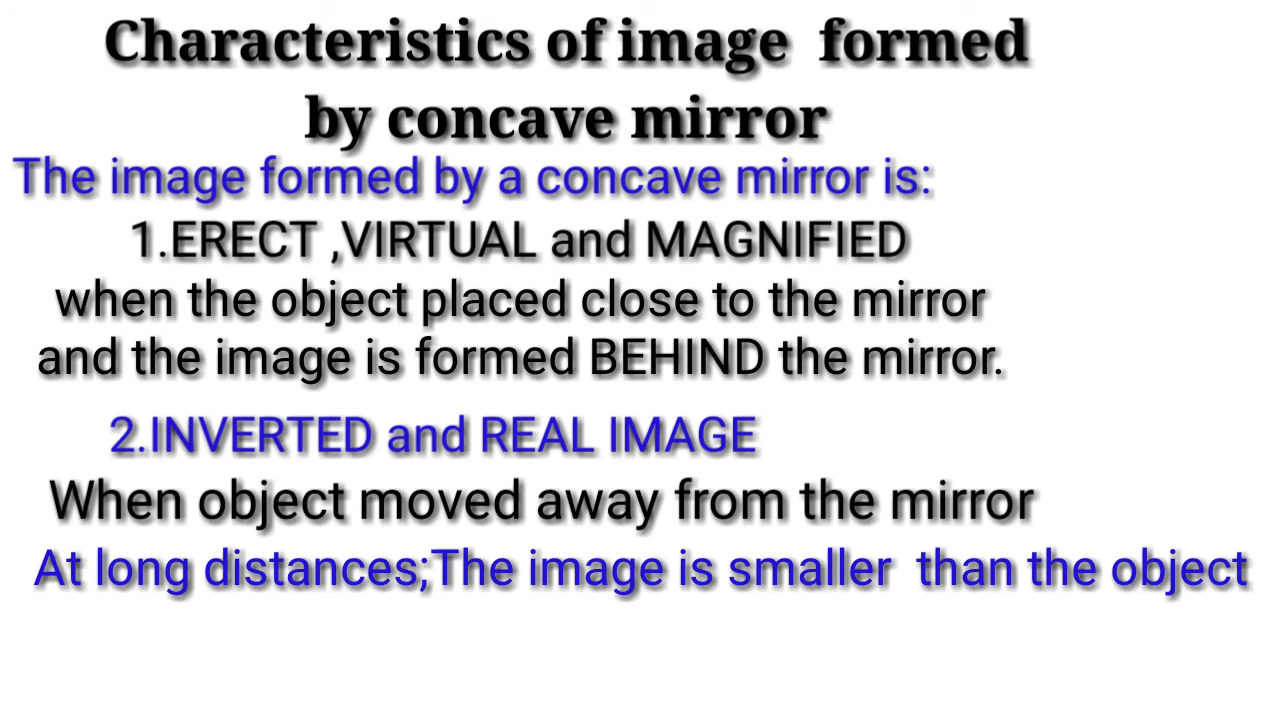 Characteristics of image formed
by concave mirror
The image formed by a concave mirror is:
1.ERECT ,VIRTUAL and MAGNIFIED
when the object placed close to the mirror
and the image is formed BEHIND the mirror.
2.INVERTED and REAL IMAGE
When object moved away from the mirror
At long distances;The image is smaller than the object